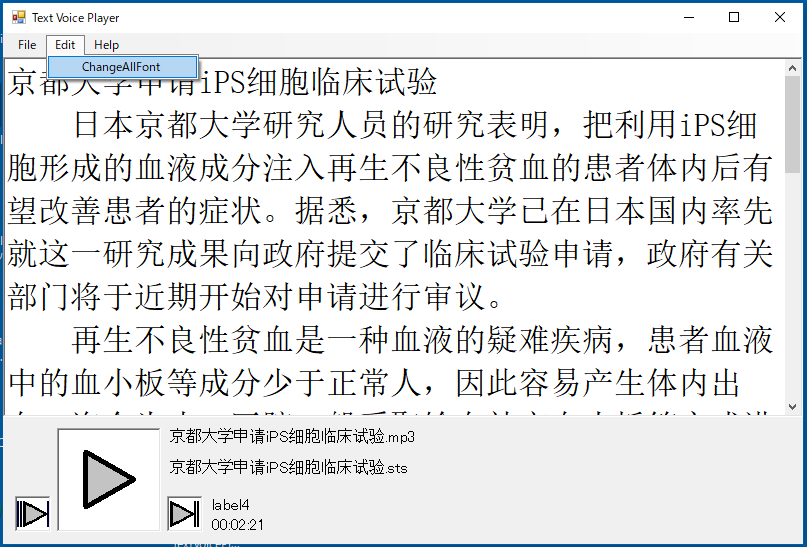 Text Voice Player
File Edit Help
ChangeAllFont
京都大学申请iPS细胞临床试验
日本京都大学研究人员的研究表明，把利用iPS细
胞形成的血液成分注入再生不良性贫血的患者体内后有
望改善患者的症状。据悉，京都大学已在日本国内率先
就这一研究成果向政府提交了临床试验申请，政府有关
部门将于近期开始对申请进行审议。
再生不良性贫血是一种血液的疑难疾病，患者血液
中的血小板等成分少于正常人，因此容易产生体内出
京都大学申请iPS细胞临床试验.mp3
京都大学申请iPS细胞临床试验.sts
label4
00:02:21